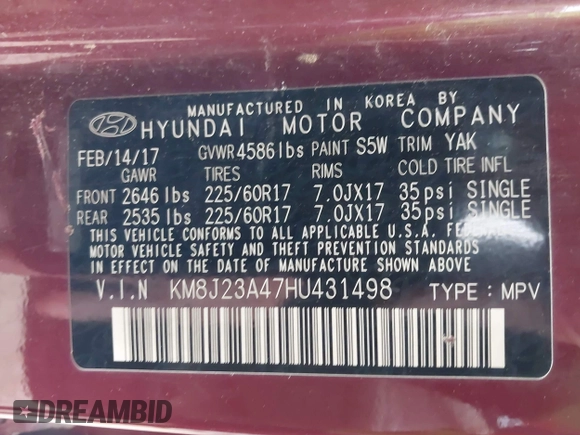 MANUFACTURED IN KOREA BY
HYUNDAI MOTOR COMPANY
FEB/14/17 GVWR 4586 lbs PAINT S5W TRIM YAK
GAWR TIRES RIMS COLD TIRE INFL
FRONT 2646 lbs 225/60R17 7.0JX17 35psi SINGLE
REAR 2535 lbs 225/60R17 7.0JX17 35psi SINGLE
THIS VEHICLE CONFORMS TO ALL APPLICABLE U.S.A. FEDERAL
MOTOR VEHICLE SAFETY AND THEFT PREVENTION STANDARDS
IN EFFECT ON THE DATE OF MANUFACTURE SHOWN ABOVE.
V.I.N KM8J23A47HU431498 TYPE : MPV
DREAMBID